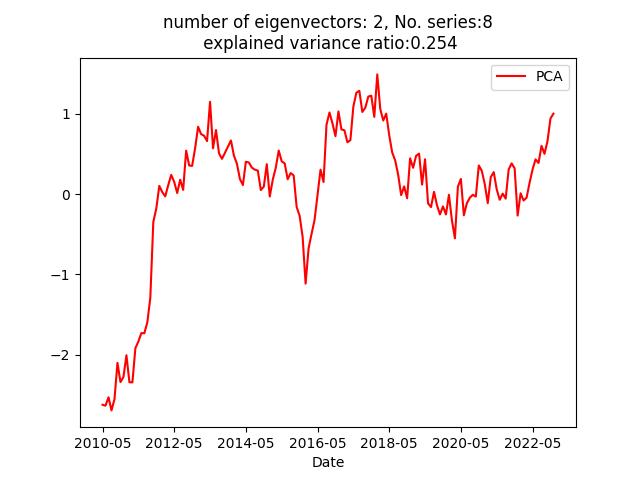 number of eigenvectors: 2, No. series:8
explained variance ratio:0.254
PCA
1
0
−1
−2
2010-05 2012-05 2014-05 2016-05 2018-05 2020-05 2022-05
Date